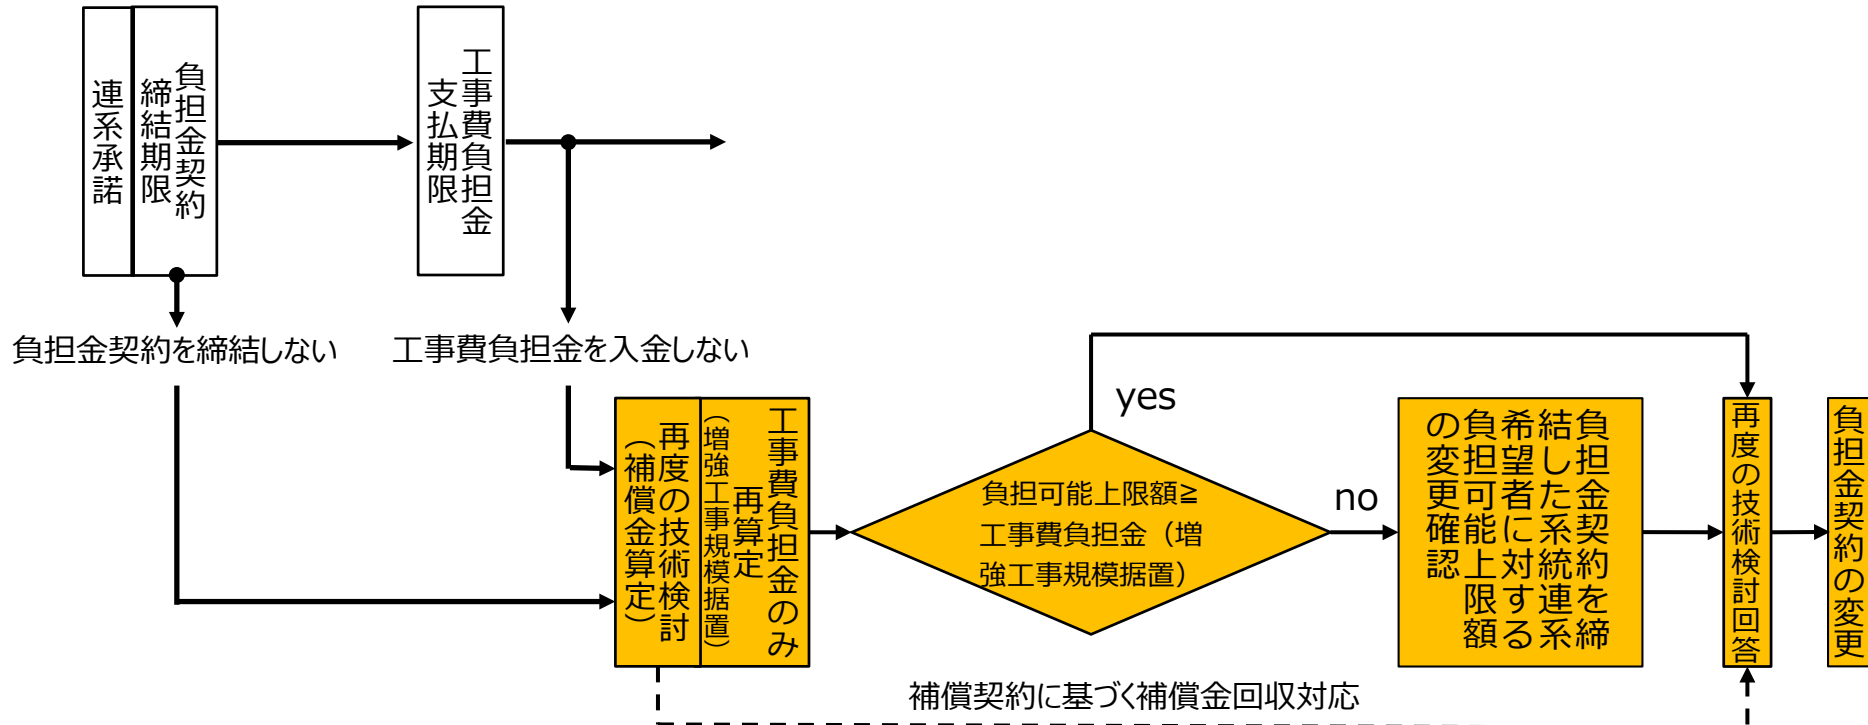 連系承諾
負担金契約
締結期限
工事費負担金
支払期限
負担金契約を締結しない
工事費負担金を入金しない
再度の技術検討
（補償金算定）
工事費負担金のみ
再算定
（増強工事規模据置）
負担可能上限額≧
工事費負担金（増
強工事規模据置）
yes
no
負担金契約を締
結した系統連系
希望者に対する
負担可能上限額
の変更確認
再度の技術検討回答
負担金契約の変更
補償契約に基づく補償金回収対応